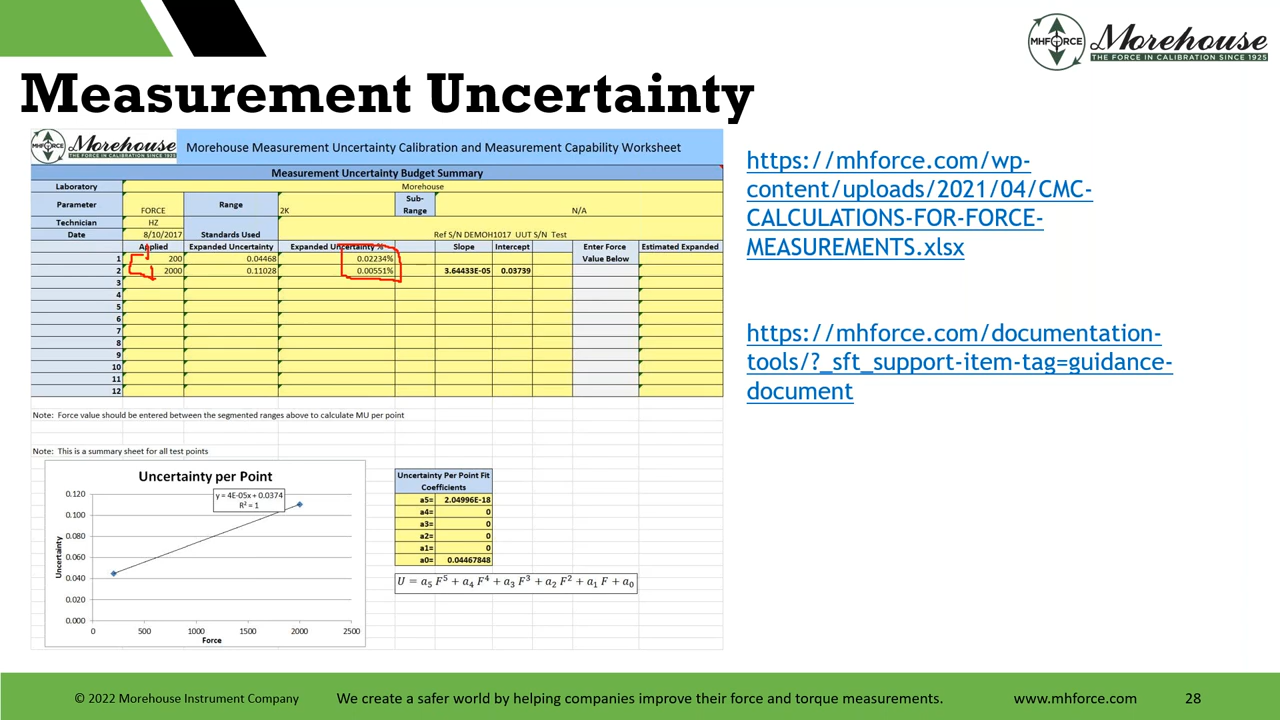 MHFORCE
Morehouse
THE FORCE IN CALIBRATION SINCE 1925
Measurement Uncertainty
MHFORCE
Morehouse
THE FORCE IN CALIBRATION SINCE 1925
Morehouse Measurement Uncertainty Calibration and Measurement Capability Worksheet
Measurement Uncertainty Budget Summary
Laboratory Morehouse
Parameter FORCE Range 2K Sub-Range N/A
Technician HZ Standards Used
Date 8/10/2017 Ref S/N DEMOH1017 UUT S/N Test
Applied Expanded Uncertainty Expanded Uncertainty % Slope Intercept Enter Force Value Below Estimated Expanded
1 200 0.04468 0.02234%
2 2000 0.11028 0.00551% 3.64433E-05 0.03739
3
4
5
6
7
8
9
10
11
12
Note: Force value should be entered between the segmented ranges above to calculate MU per point
Note: This is a summary sheet for all test points
Uncertainty per Point
y = 4E-05x + 0.0374
R² = 1
0.120
0.100
0.080
0.060
0.040
0.020
0.000
Uncertainty
0 500 1000 1500 2000 2500
Force
Uncertainty Per Point Fit
Coefficients
a5= 2.04996E-18
a4= 0
a3= 0
a2= 0
a1= 0
a0= 0.04467848
U = a₅ F⁵ + a₄ F⁴ + a₃ F³ + a₂ F² + a₁ F + a₀
https://mhforce.com/wp-
content/uploads/2021/04/CMC-
CALCULATIONS-FOR-FORCE-
MEASUREMENTS.xlsx
https://mhforce.com/documentation-
tools/?_sft_support-item-tag=guidance-
document
© 2022 Morehouse Instrument Company We create a safer world by helping companies improve their force and torque measurements. www.mhforce.com 28